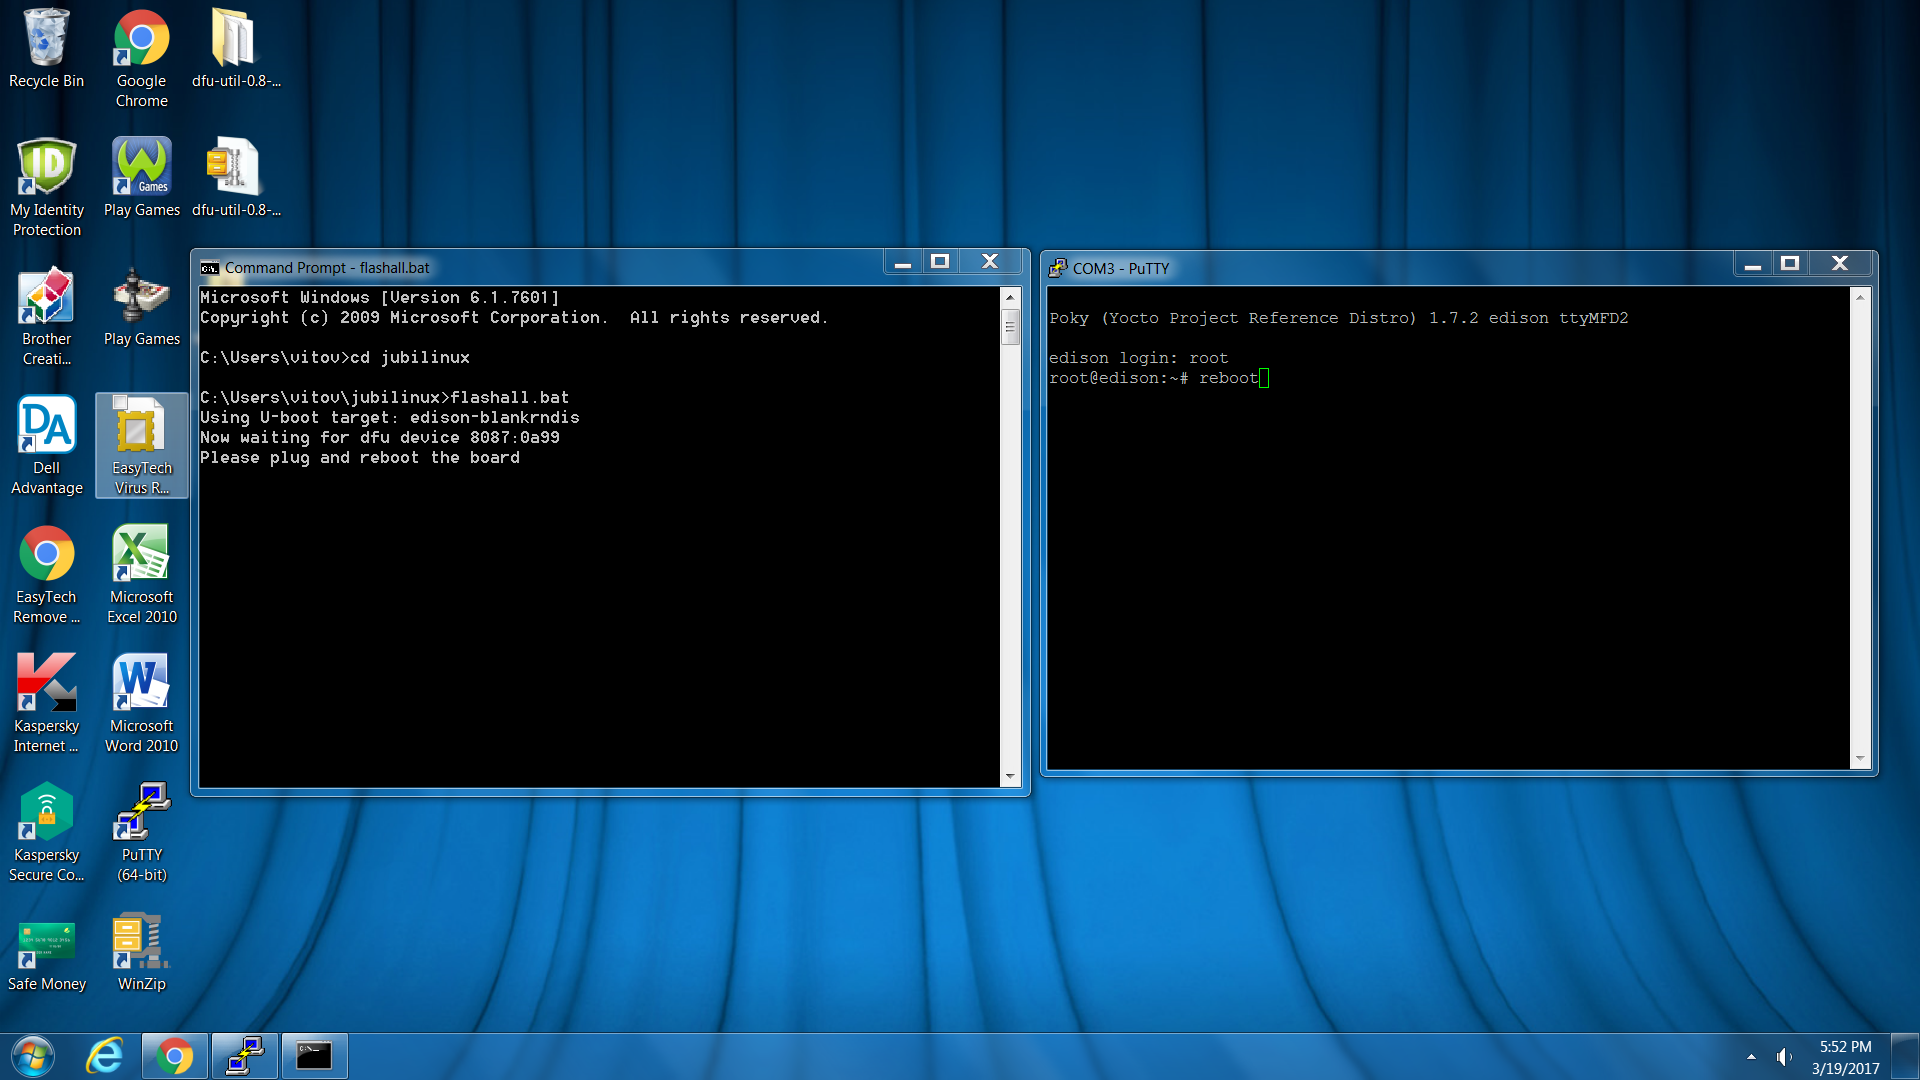 Recycle Bin
Google
Chrome
dfu-util-0.8-...
My Identity
Protection
Games
Play Games
dfu-util-0.8-...
Brother
Creati...
Play Games
Dell
Advantage
EasyTech
Virus R...
EasyTech
Remove ...
Microsoft
Excel 2010
Kaspersky
Internet ...
Microsoft
Word 2010
Kaspersky
Secure Co...
PuTTY
(64-bit)
Safe Money
WinZip
Command Prompt - flashall.bat
Microsoft Windows [Version 6.1.7601]
Copyright (c) 2009 Microsoft Corporation.  All rights reserved.
C:\Users\vitov>cd jubilinux
C:\Users\vitov\jubilinux>flashall.bat
Using U-boot target: edison-blankrndis
Now waiting for dfu device 8087:0a99
Please plug and reboot the board
COM3 - PuTTY
Poky (Yocto Project Reference Distro) 1.7.2 edison ttyMFD2
edison login: root
root@edison:~# reboot
5:52 PM
3/19/2017